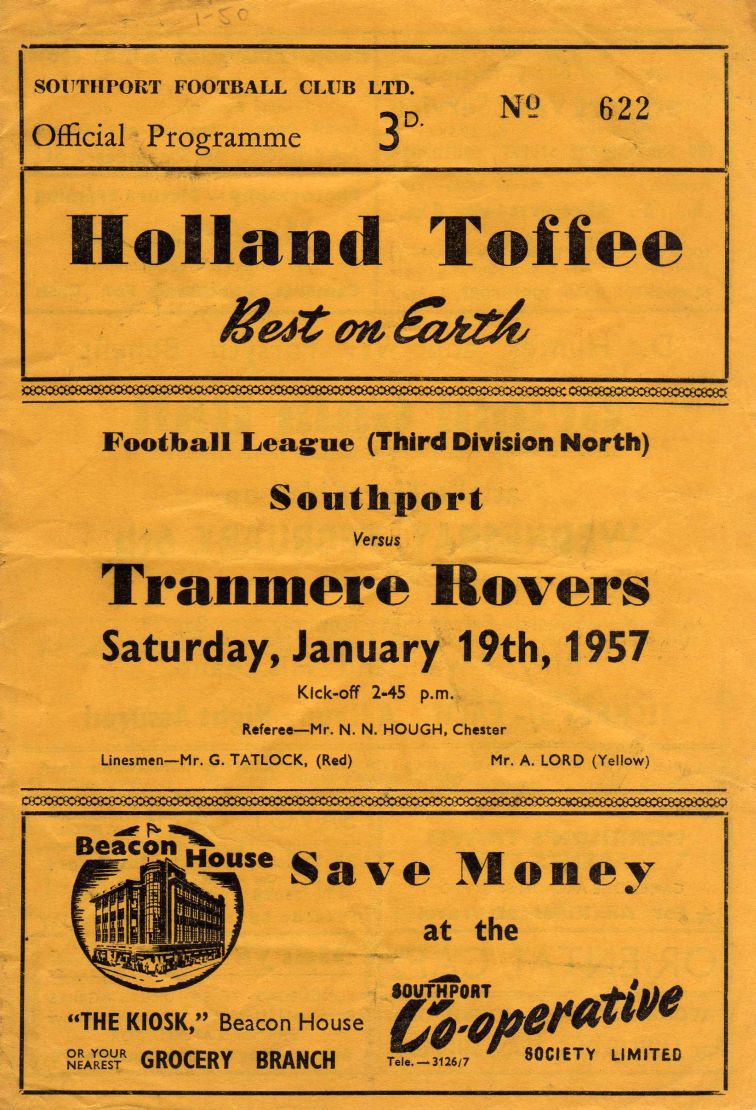 1-50
SOUTHPORT FOOTBALL CLUB LTD.
Official Programme 3D.
No 622
Holland Toffee
Best on Earth
Football League (Third Division North)
Southport
Versus
Tranmere Rovers
Saturday, January 19th, 1957
Kick-off 2-45 p.m.
Referee—Mr. N. N. HOUGH, Chester
Linesmen—Mr. G. TATLOCK, (Red) Mr. A. LORD (Yellow)
Beacon House
Save Money
at the
SOUTHPORT
Co-operative
SOCIETY LIMITED
Tele.—3126/7
"THE KIOSK," Beacon House
OR YOUR NEAREST GROCERY BRANCH